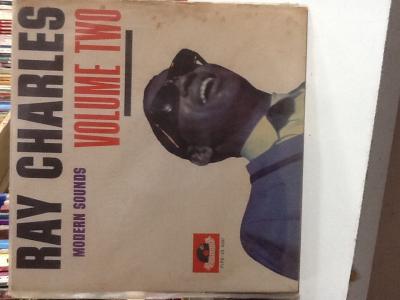 RAY CHARLES
MODERN SOUNDS
VOLUME TWO